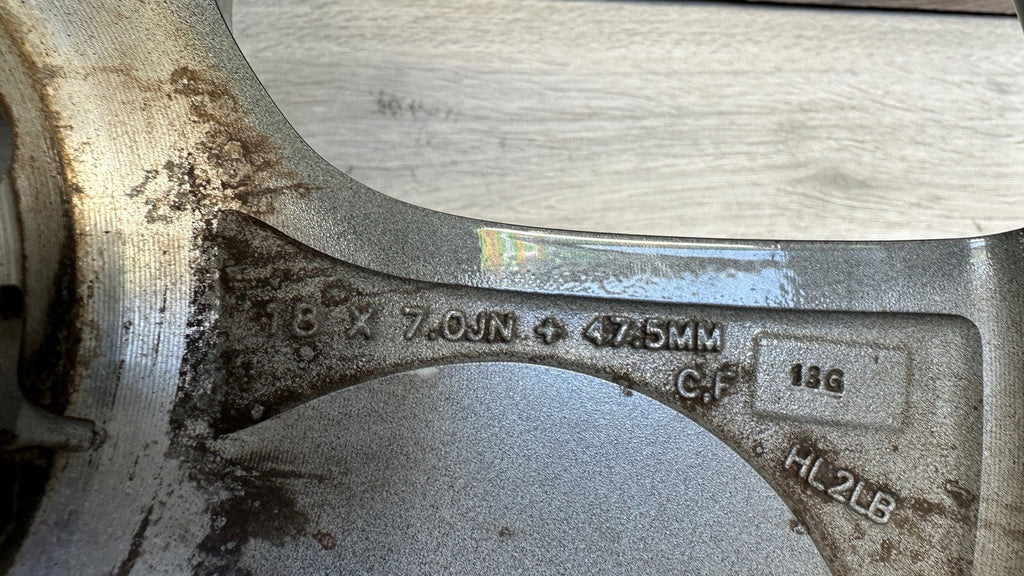 18 X 7.0JN + 47.5MM
C.F 13G
HL2LB